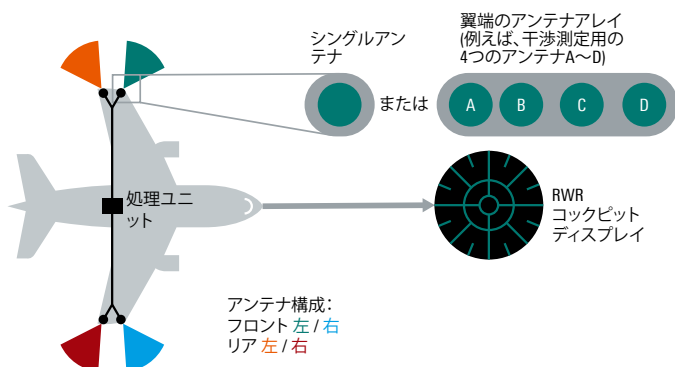 シングルアン
テナ
または
翼端のアンテナアレイ
(例えば、干渉測定用の
4つのアンテナA～D)
A
B
C
D
処理ユニ
ット
RWR
コックピット
ディスプレイ
アンテナ構成：
フロント 左 / 右
リア 左 / 右